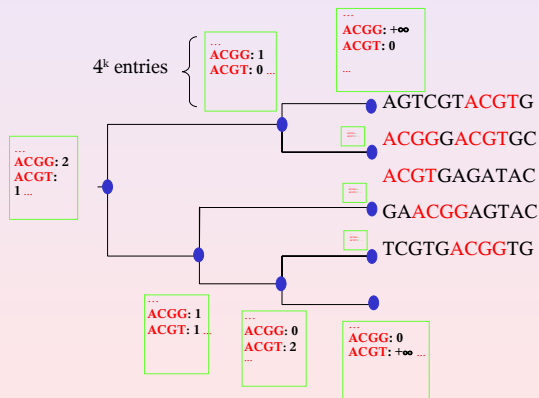 ...
ACGG: +∞
ACGT: 0
...
...
ACGG: 1
ACGT: 0 ...
4ᵏ entries
AGTCGTACGTG
ACGGGACGTGC
ACGTGAGATAC
GAACGGAGTAC
TCGTGACGGTG
...
ACGG: 2
ACGT:
1 ...
...
ACGG: 1
ACGT: 1 ...
...
ACGG: 0
ACGT: 2
...
...
ACGG: 0
ACGT: +∞ ...